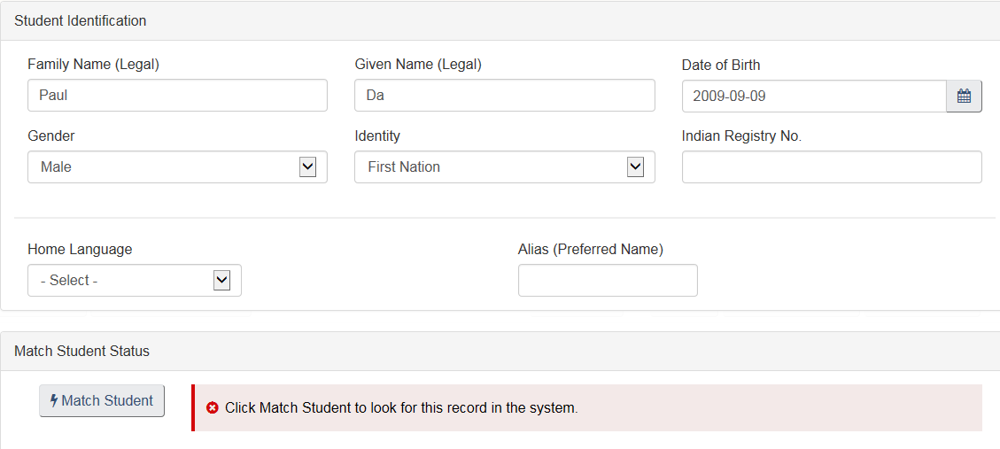 Student Identification
Family Name (Legal) Given Name (Legal) Date of Birth
Paul Da 2009-09-09
Gender Identity Indian Registry No.
Male First Nation
Home Language Alias (Preferred Name)
- Select -
Match Student Status
Match Student Click Match Student to look for this record in the system.